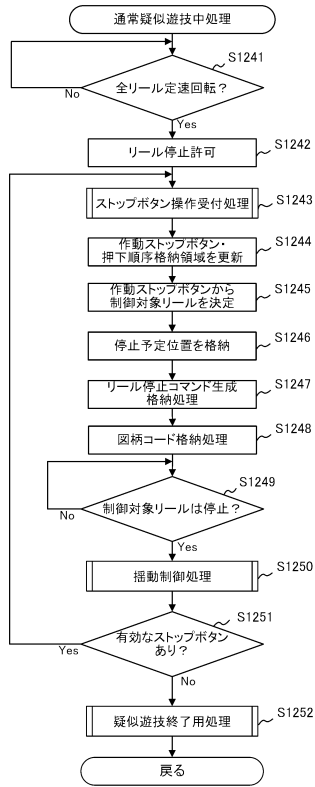 通常疑似遊技中処理
S1241
全リール定速回転？
No
Yes
S1242
リール停止許可
S1243
ストップボタン操作受付処理
S1244
作動ストップボタン・
押下順序格納領域を更新
S1245
作動ストップボタンから
制御対象リールを決定
S1246
停止予定位置を格納
S1247
リール停止コマンド生成
格納処理
S1248
図柄コード格納処理
S1249
制御対象リールは停止？
No
Yes
S1250
揺動制御処理
S1251
有効なストップボタン
あり？
Yes
No
S1252
疑似遊技終了用処理
戻る